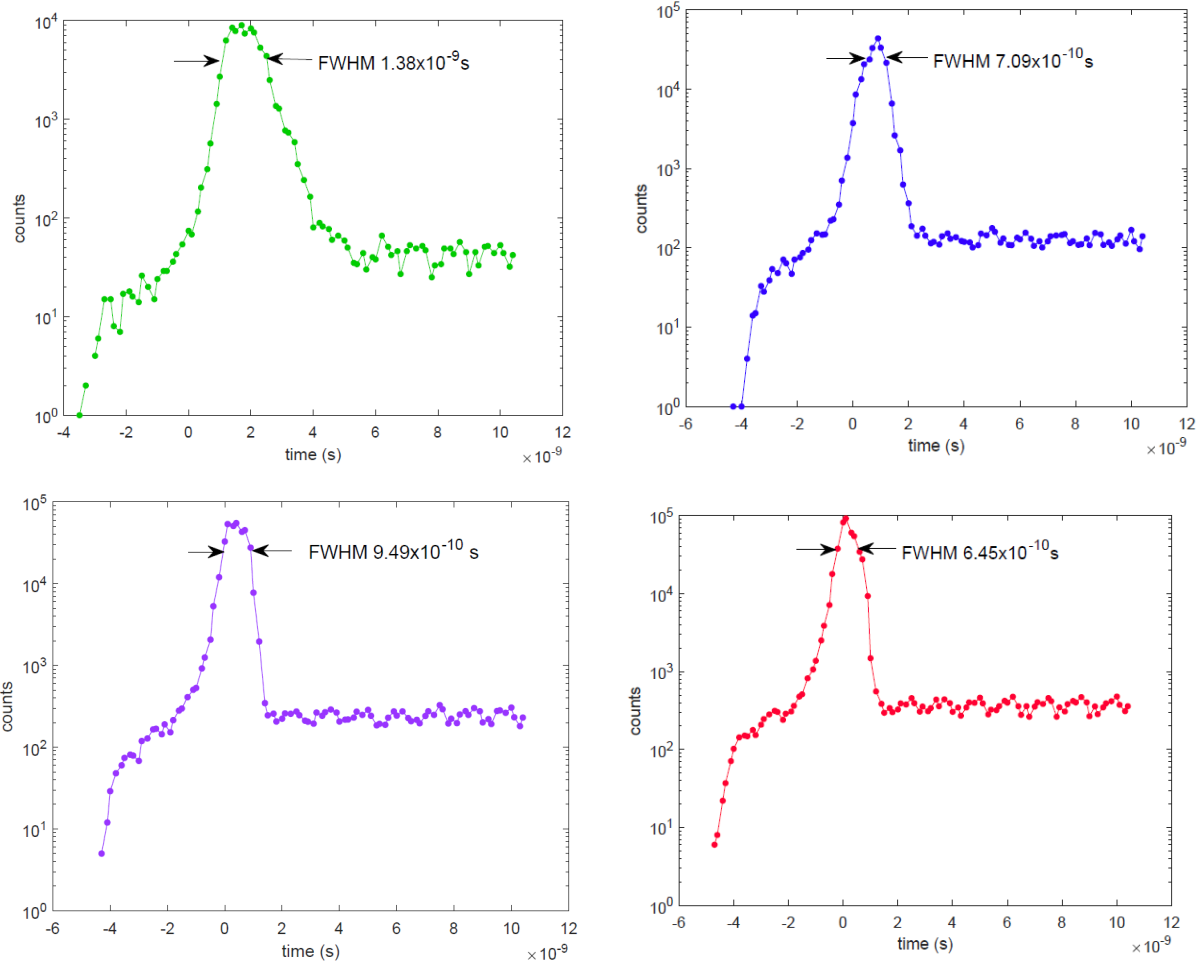 10^4
10^3
10^2
10^1
10^0
counts
FWHM 1.38x10^-9s
-4 -2 0 2 4 6 8 10 12
time (s)
×10^-9
10^5
10^4
10^3
10^2
10^1
10^0
counts
FWHM 7.09x10^-10s
-6 -4 -2 0 2 4 6 8 10 12
time (s)
×10^-9
10^5
10^4
10^3
10^2
10^1
10^0
counts
FWHM 9.49x10^-10 s
-6 -4 -2 0 2 4 6 8 10 12
time (s)
×10^-9
10^5
10^4
10^3
10^2
10^1
10^0
counts
FWHM 6.45x10^-10s
-6 -4 -2 0 2 4 6 8 10 12
time (s)
×10^-9